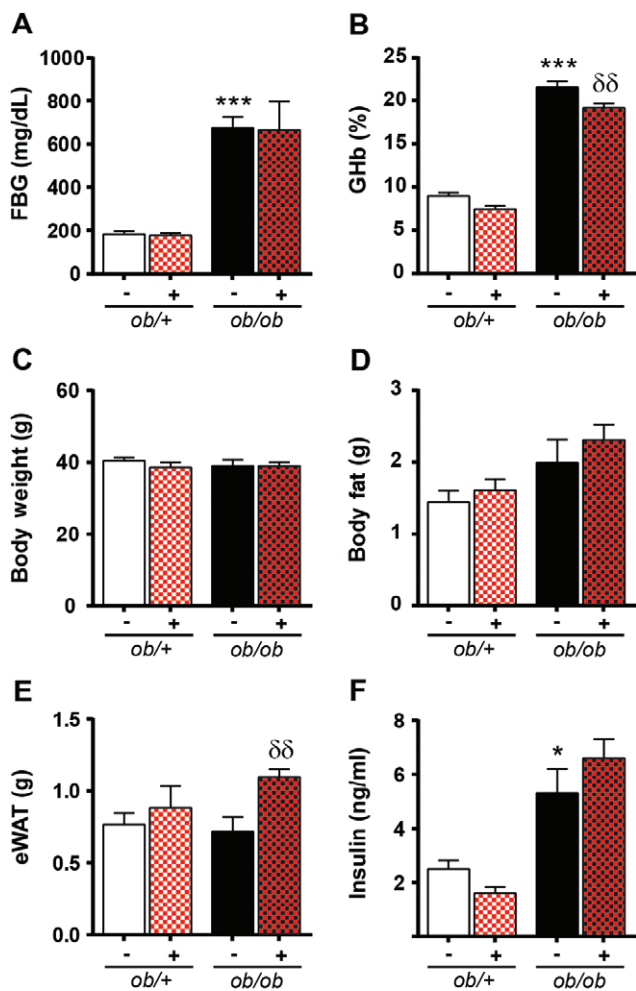 A
FBG (mg/dL)
1000
800
600
400
200
0
***
- + - +
ob/+ ob/ob
B
GHb (%)
25
20
15
10
5
0
***
δδ
- + - +
ob/+ ob/ob
C
Body weight (g)
60
40
20
0
- + - +
ob/+ ob/ob
D
Body fat (g)
3
2
1
0
- + - +
ob/+ ob/ob
E
eWAT (g)
1.5
1.0
0.5
0.0
δδ
- + - +
ob/+ ob/ob
F
Insulin (ng/ml)
8
6
4
2
*
- + - +
ob/+ ob/ob